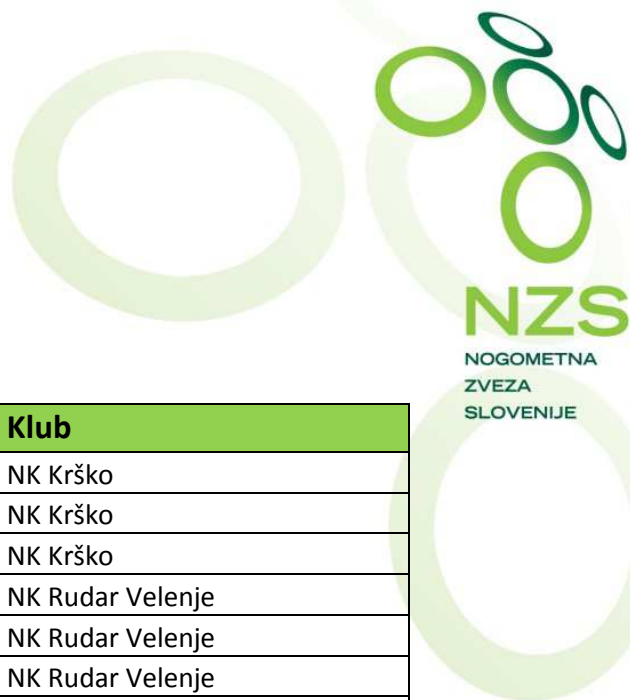 NZS
NOGOMETNA
ZVEZA
SLOVENIJE
Klub
NK Krško
NK Krško
NK Krško
NK Rudar Velenje
NK Rudar Velenje
NK Rudar Velenje